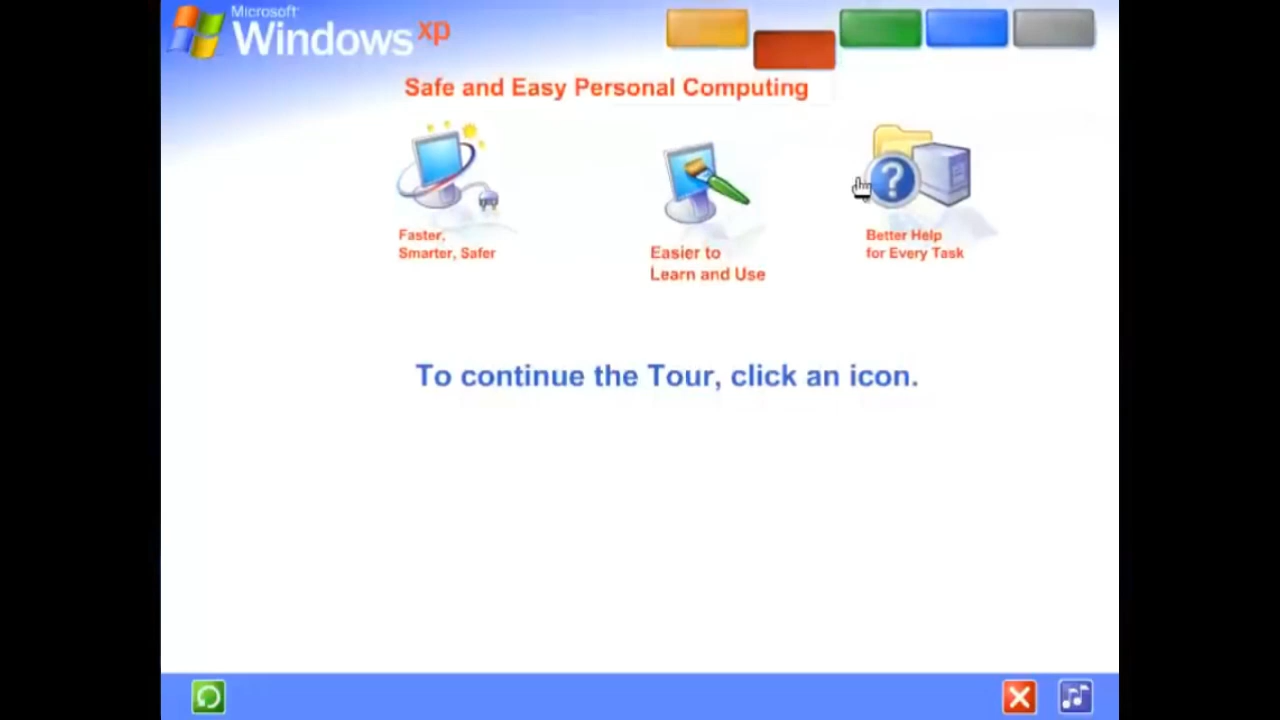 Microsoft
Windows xp
Safe and Easy Personal Computing
Faster,
Smarter, Safer
Easier to
Learn and Use
Better Help
for Every Task
To continue the Tour, click an icon.